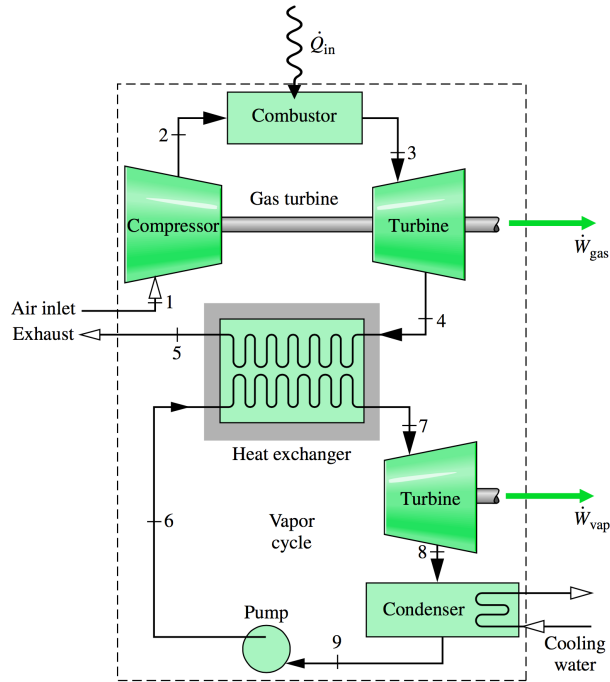 Q̇in
Combustor
2
3
Gas turbine
Compressor
Turbine
Ẇgas
1
Air inlet
4
Exhaust
5
Heat exchanger
7
Turbine
6
Vapor
cycle
Ẇvap
8
Condenser
Pump
9
Cooling
water